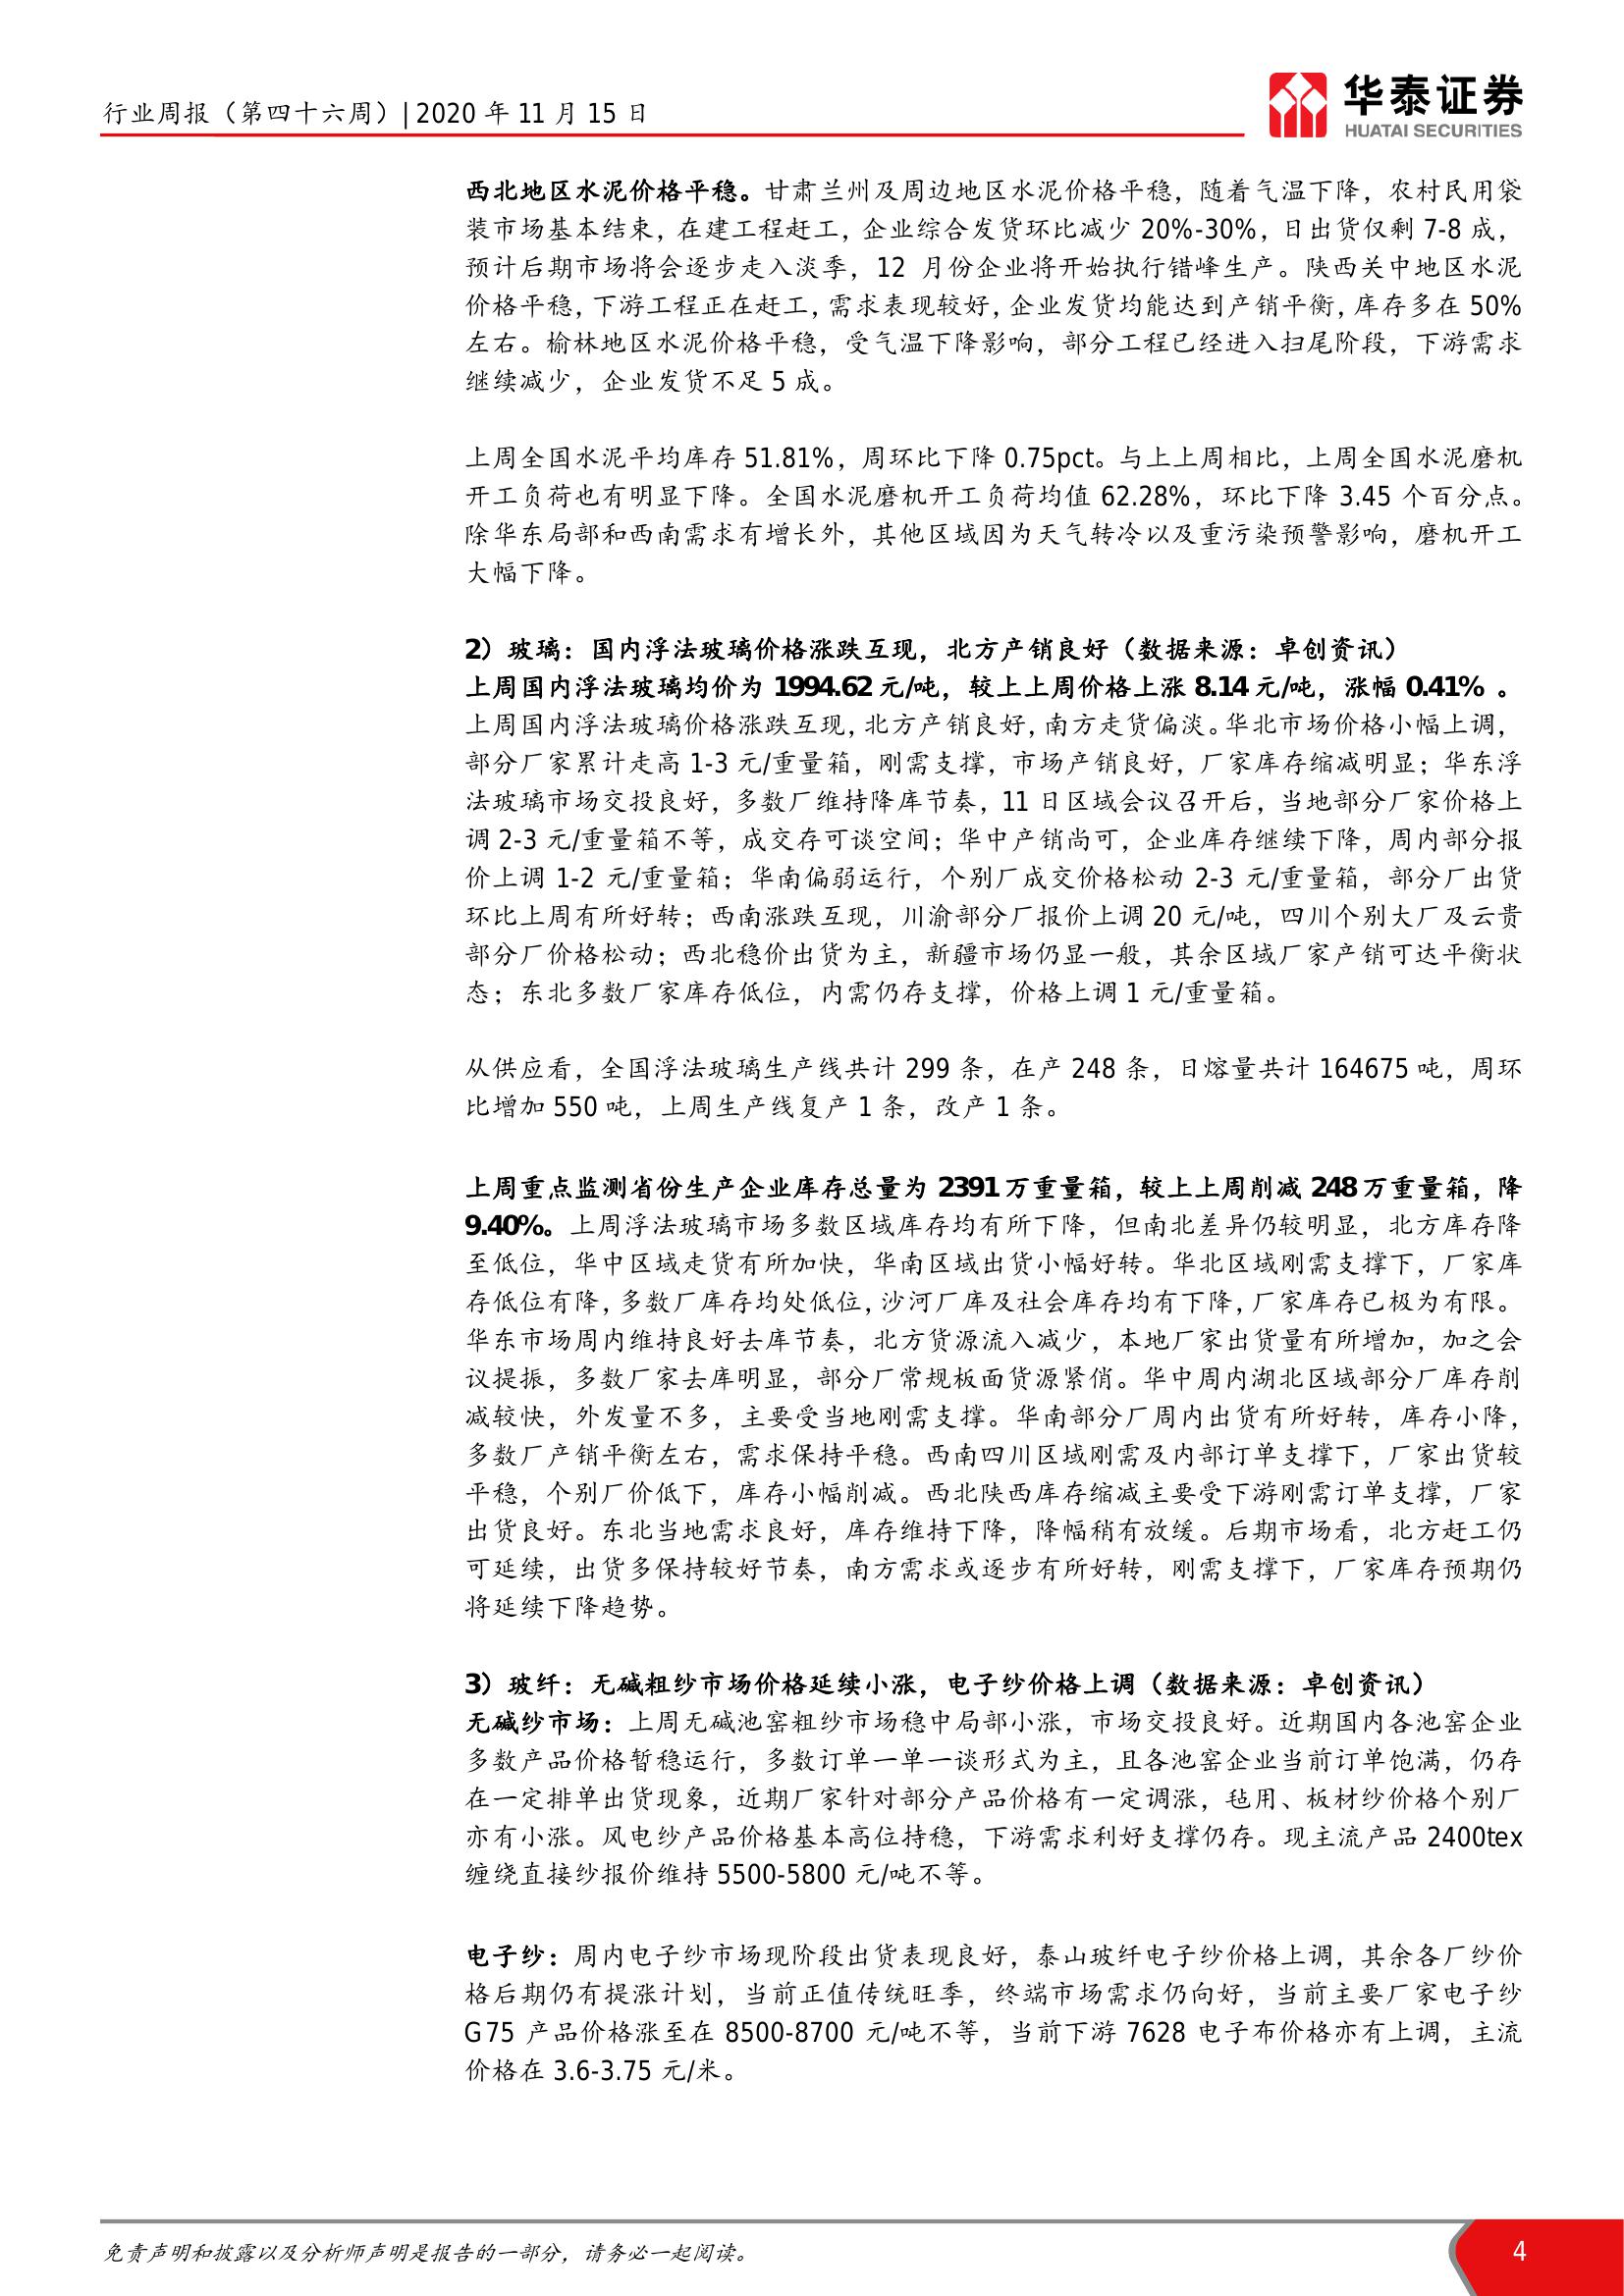 行业周报（第四十六周）| 2020 年 11 月 15 日
华泰证券
HUATAI SECURITIES
西北地区水泥价格平稳。甘肃兰州及周边地区水泥价格平稳，随着气温下降，农村民用袋
装市场基本结束，在建工程赶工，企业综合发货环比减少 20%-30%，日出货仅剩 7-8 成，
预计后期市场将会逐步走入淡季，12 月份企业将开始执行错峰生产。陕西关中地区水泥
价格平稳，下游工程正在赶工，需求表现较好，企业发货均能达到产销平衡，库存多在 50%
左右。榆林地区水泥价格平稳，受气温下降影响，部分工程已经进入扫尾阶段，下游需求
继续减少，企业发货不足 5 成。
上周全国水泥平均库存 51.81%，周环比下降 0.75pct。与上上周相比，上周全国水泥磨机
开工负荷也有明显下降。全国水泥磨机开工负荷均值 62.28%，环比下降 3.45 个百分点。
除华东局部和西南需求有增长外，其他区域因为天气转冷以及重污染预警影响，磨机开工
大幅下降。
2）玻璃：国内浮法玻璃价格涨跌互现，北方产销良好（数据来源：卓创资讯）
上周国内浮法玻璃均价为 1994.62 元/吨，较上上周价格上涨 8.14 元/吨，涨幅 0.41% 。
上周国内浮法玻璃价格涨跌互现，北方产销良好，南方走货偏淡。华北市场价格小幅上调，
部分厂家累计走高 1-3 元/重量箱，刚需支撑，市场产销良好，厂家库存缩减明显；华东浮
法玻璃市场交投良好，多数厂维持降库节奏，11 日区域会议召开后，当地部分厂家价格上
调 2-3 元/重量箱不等，成交存可谈空间；华中产销尚可，企业库存继续下降，周内部分报
价上调 1-2 元/重量箱；华南偏弱运行，个别厂成交价格松动 2-3 元/重量箱，部分厂出货
环比上周有所好转；西南涨跌互现，川渝部分厂报价上调 20 元/吨，四川个别大厂及云贵
部分厂价格松动；西北稳价出货为主，新疆市场仍显一般，其余区域厂家产销可达平衡状
态；东北多数厂家库存低位，内需仍存支撑，价格上调 1 元/重量箱。
从供应看，全国浮法玻璃生产线共计 299 条，在产 248 条，日熔量共计 164675 吨，周环
比增加 550 吨，上周生产线复产 1 条，改产 1 条。
上周重点监测省份生产企业库存总量为 2391 万重量箱，较上上周削减 248 万重量箱，降
9.40%。上周浮法玻璃市场多数区域库存均有所下降，但南北差异仍较明显，北方库存降
至低位，华中区域走货有所加快，华南区域出货小幅好转。华北区域刚需支撑下，厂家库
存低位有降，多数厂库存均处低位，沙河厂库及社会库存均有下降，厂家库存已极为有限。
华东市场周内维持良好去库节奏，北方货源流入减少，本地厂家出货量有所增加，加之会
议提振，多数厂家去库明显，部分厂常规板面货源紧俏。华中周内湖北区域部分厂库存削
减较快，外发量不多，主要受当地刚需支撑。华南部分厂周内出货有所好转，库存小降，
多数厂产销平衡左右，需求保持平稳。西南四川区域刚需及内部订单支撑下，厂家出货较
平稳，个别厂价低下，库存小幅削减。西北陕西库存缩减主要受下游刚需订单支撑，厂家
出货良好。东北当地需求良好，库存维持下降，降幅稍有放缓。后期市场看，北方赶工仍
可延续，出货多保持较好节奏，南方需求或逐步有所好转，刚需支撑下，厂家库存预期仍
将延续下降趋势。
3）玻纤：无碱粗纱市场价格延续小涨，电子纱价格上调（数据来源：卓创资讯）
无碱纱市场：上周无碱池窑粗纱市场稳中局部小涨，市场交投良好。近期国内各池窑企业
多数产品价格暂稳运行，多数订单一单一谈形式为主，且各池窑企业当前订单饱满，仍存
在一定排单出货现象，近期厂家针对部分产品价格有一定调涨，毡用、板材纱价格个别厂
亦有小涨。风电纱产品价格基本高位持稳，下游需求利好支撑仍存。现主流产品 2400tex
缠绕直接纱报价维持 5500-5800 元/吨不等。
电子纱：周内电子纱市场现阶段出货表现良好，泰山玻纤电子纱价格上调，其余各厂纱价
格后期仍有提涨计划，当前正值传统旺季，终端市场需求仍向好，当前主要厂家电子纱
G75 产品价格涨至在 8500-8700 元/吨不等，当前下游 7628 电子布价格亦有上调，主流
价格在 3.6-3.75 元/米。
免责声明和披露以及分析师声明是报告的一部分，请务必一起阅读。
4